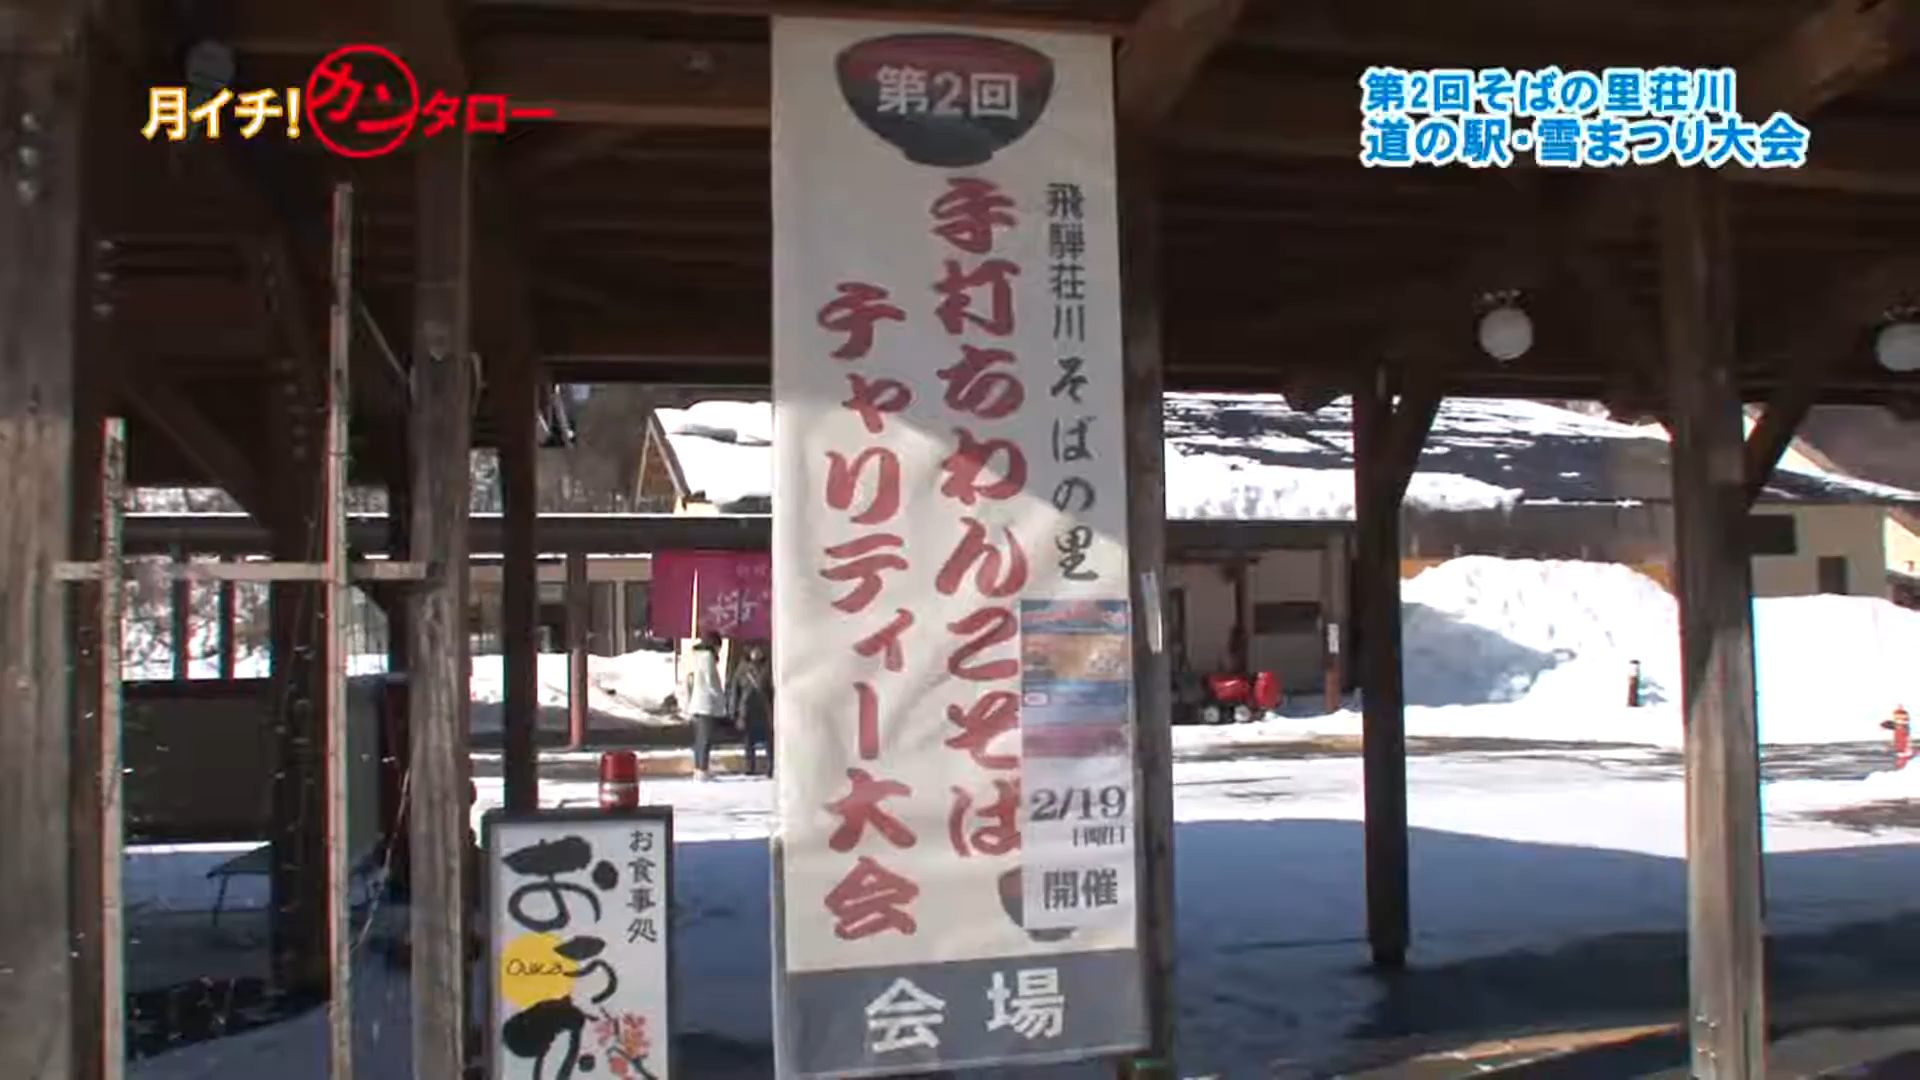 月イチ!カンタロー
第2回そばの里荘川
道の駅・雪まつり大会
第2回
飛騨荘川そばの里
手打ちわんこそば
チャリティー大会
2/19
日曜日
開催
会場
お食事処
おうか
Ouka